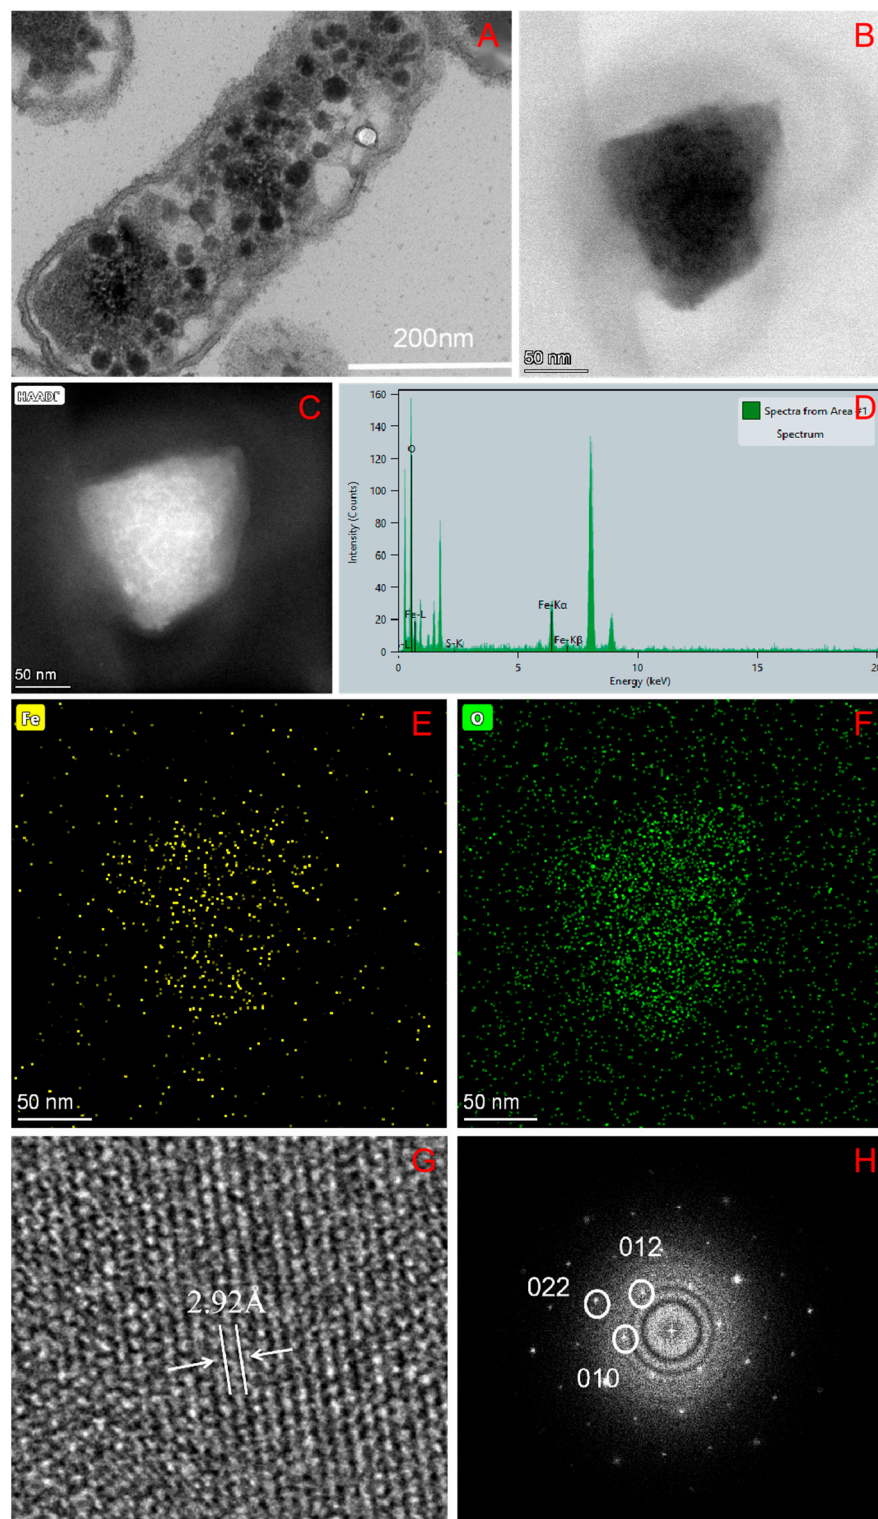 A
200nm
B
50 nm
HAADF
C
50 nm
D
160
140
120
100
80
60
40
20
0
Intensity (Counts)
Spectra from Area #1
Spectrum
O
Fe-L
S-K
Fe-Kα
Fe-Kβ
0
5
10
15
20
Energy (keV)
Fe
E
50 nm
O
F
50 nm
G
2.92Å
H
012
022
010